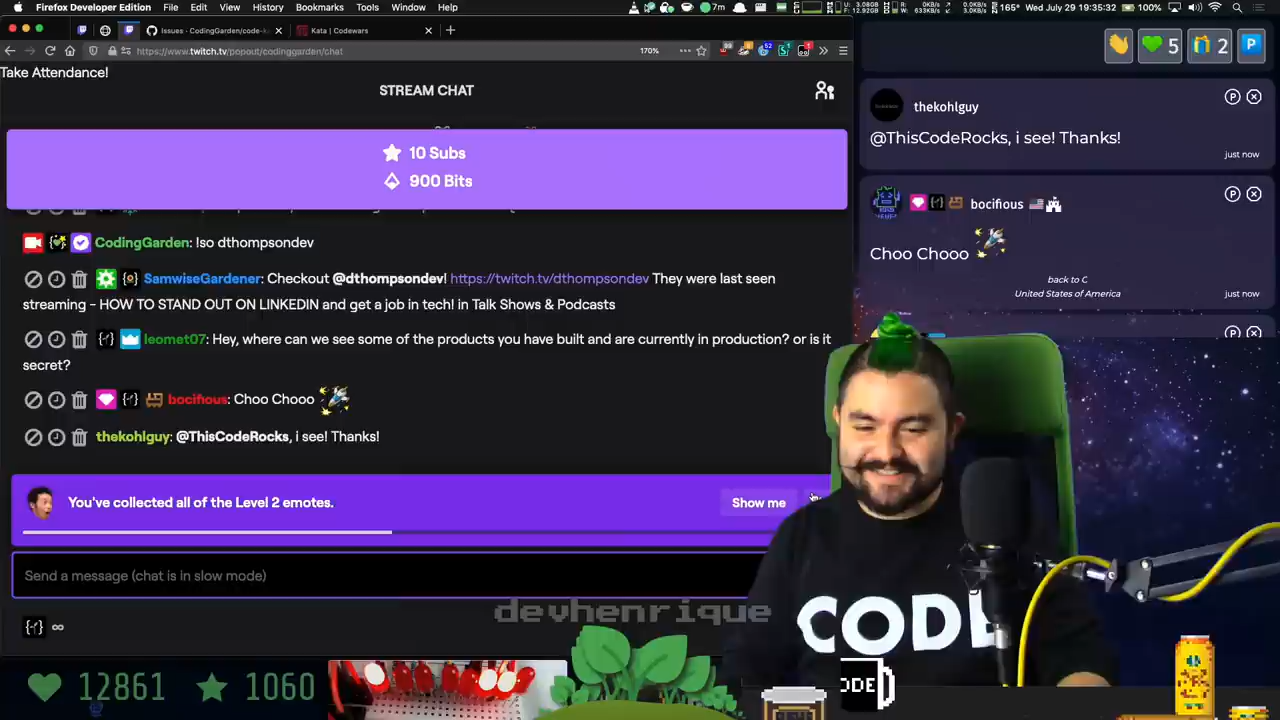 Firefox Developer Edition File Edit View History Bookmarks Tools Window Help
7m
165° Wed July 29 19:35:32 100%
Issues · CodingGarden/code-k
Kata | Codewars
https://www.twitch.tv/popout/codinggarden/chat
170%
Take Attendance!
STREAM CHAT
10 Subs
900 Bits
CodingGarden: !so dthompsondev
SamwiseGardener: Checkout @dthompsondev! https://twitch.tv/dthompsondev They were last seen
streaming - HOW TO STAND OUT ON LINKEDIN and get a job in tech! in Talk Shows & Podcasts
leomet07: Hey, where can we see some of the products you have built and are currently in production? or is it
secret?
bocifious: Choo Chooo
thekohlguy: @ThisCodeRocks, i see! Thanks!
You've collected all of the Level 2 emotes.
Show me
Send a message (chat is in slow mode)
devhenrique
∞
12861
1060
5
2
P
thekohlguy
P
@ThisCodeRocks, i see! Thanks!
just now
bocifious
P
Choo Chooo
back to C
United States of America
just now
P
CODE
ODE